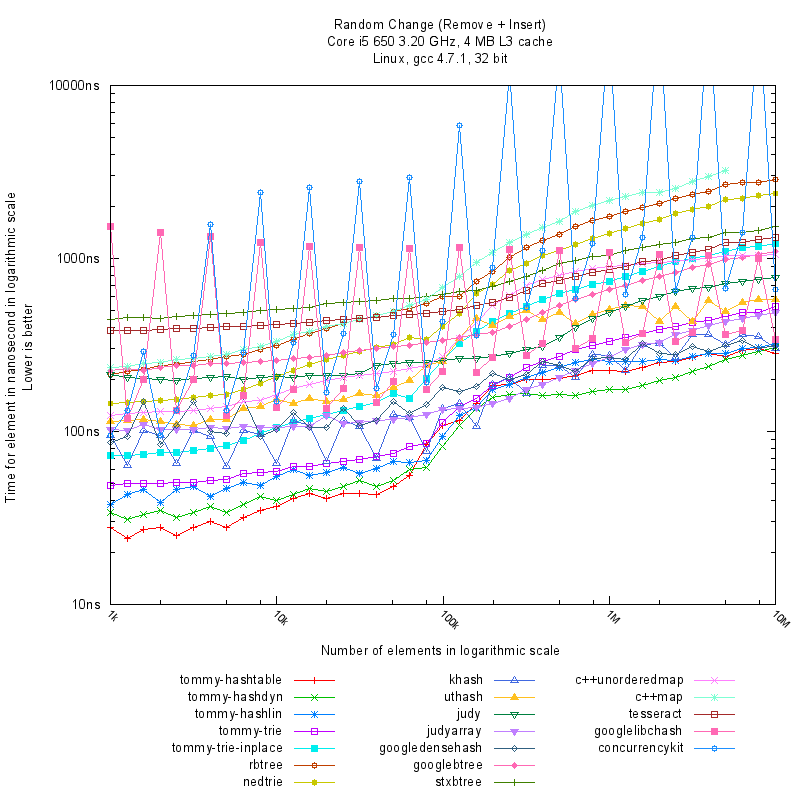 Random Change (Remove + Insert)
Core i5 650 3.20 GHz, 4 MB L3 cache
Linux, gcc 4.7.1, 32 bit
Time for element in nanosecond in logarithmic scale
Lower is better
10000ns
1000ns
100ns
10ns
1k
10k
100k
1M
10M
Number of elements in logarithmic scale
tommy-hashtable
tommy-hashdyn
tommy-hashlin
tommy-trie
tommy-trie-inplace
rbtree
nedtrie
khash
uthash
judy
judyarray
googledensehash
googlebtree
stxbtree
c++unorderedmap
c++map
tesseract
googlelibchash
concurrencykit